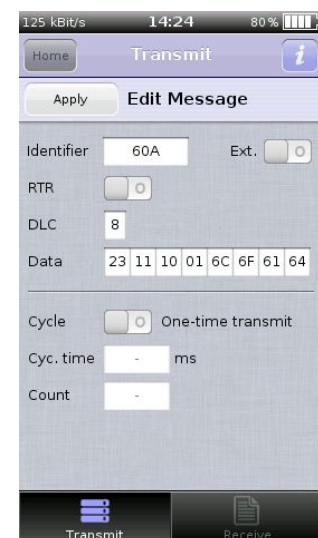 125 kBit/s 14:24 80%
Home Transmit i
Apply Edit Message
Identifier 60A Ext. O
RTR O
DLC 8
Data 23 11 10 01 6C 6F 61 64
Cycle O One-time transmit
Cyc. time - ms
Count -
Transmit Receive